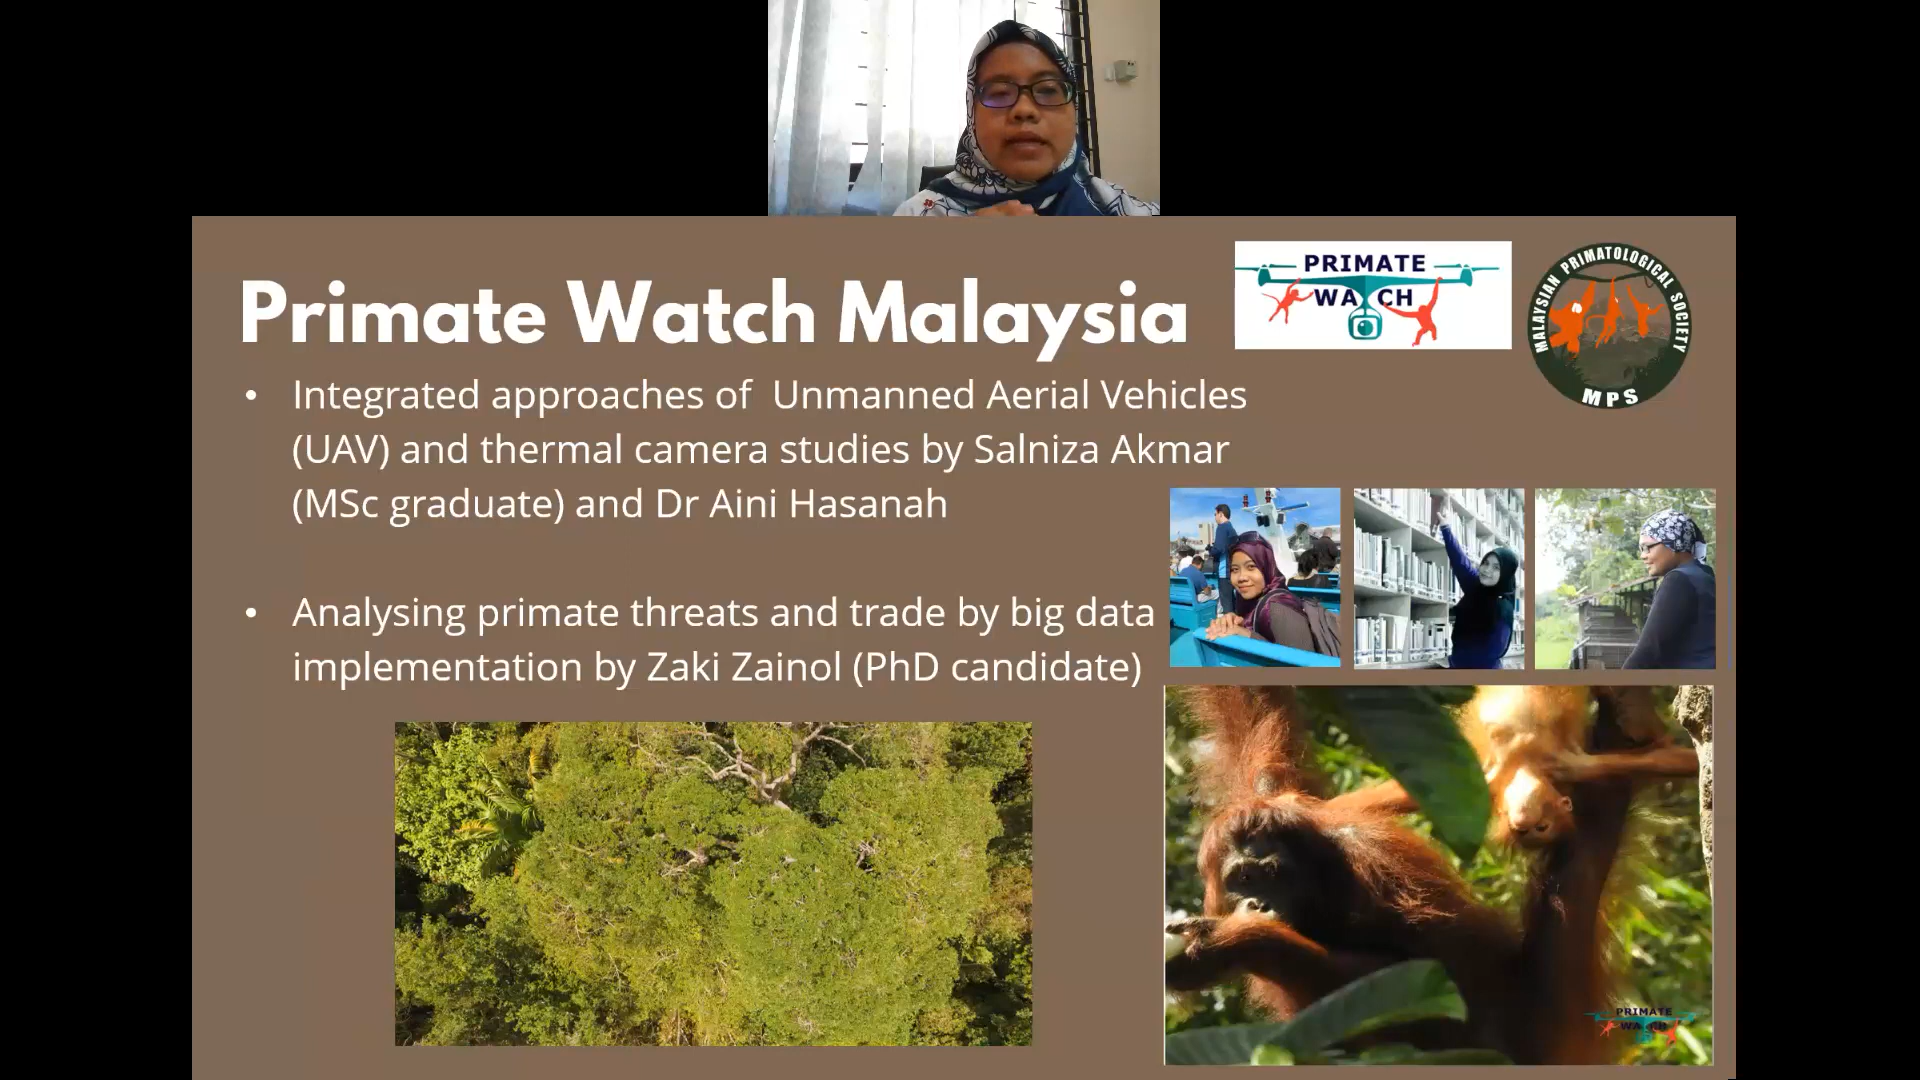 Primate Watch Malaysia
PRIMATE
WATCH
MALAYSIAN PRIMATOLOGICAL SOCIETY
MPS
• Integrated approaches of  Unmanned Aerial Vehicles
(UAV) and thermal camera studies by Salniza Akmar
(MSc graduate) and Dr Aini Hasanah
• Analysing primate threats and trade by big data
implementation by Zaki Zainol (PhD candidate)
PRIMATE
WATCH